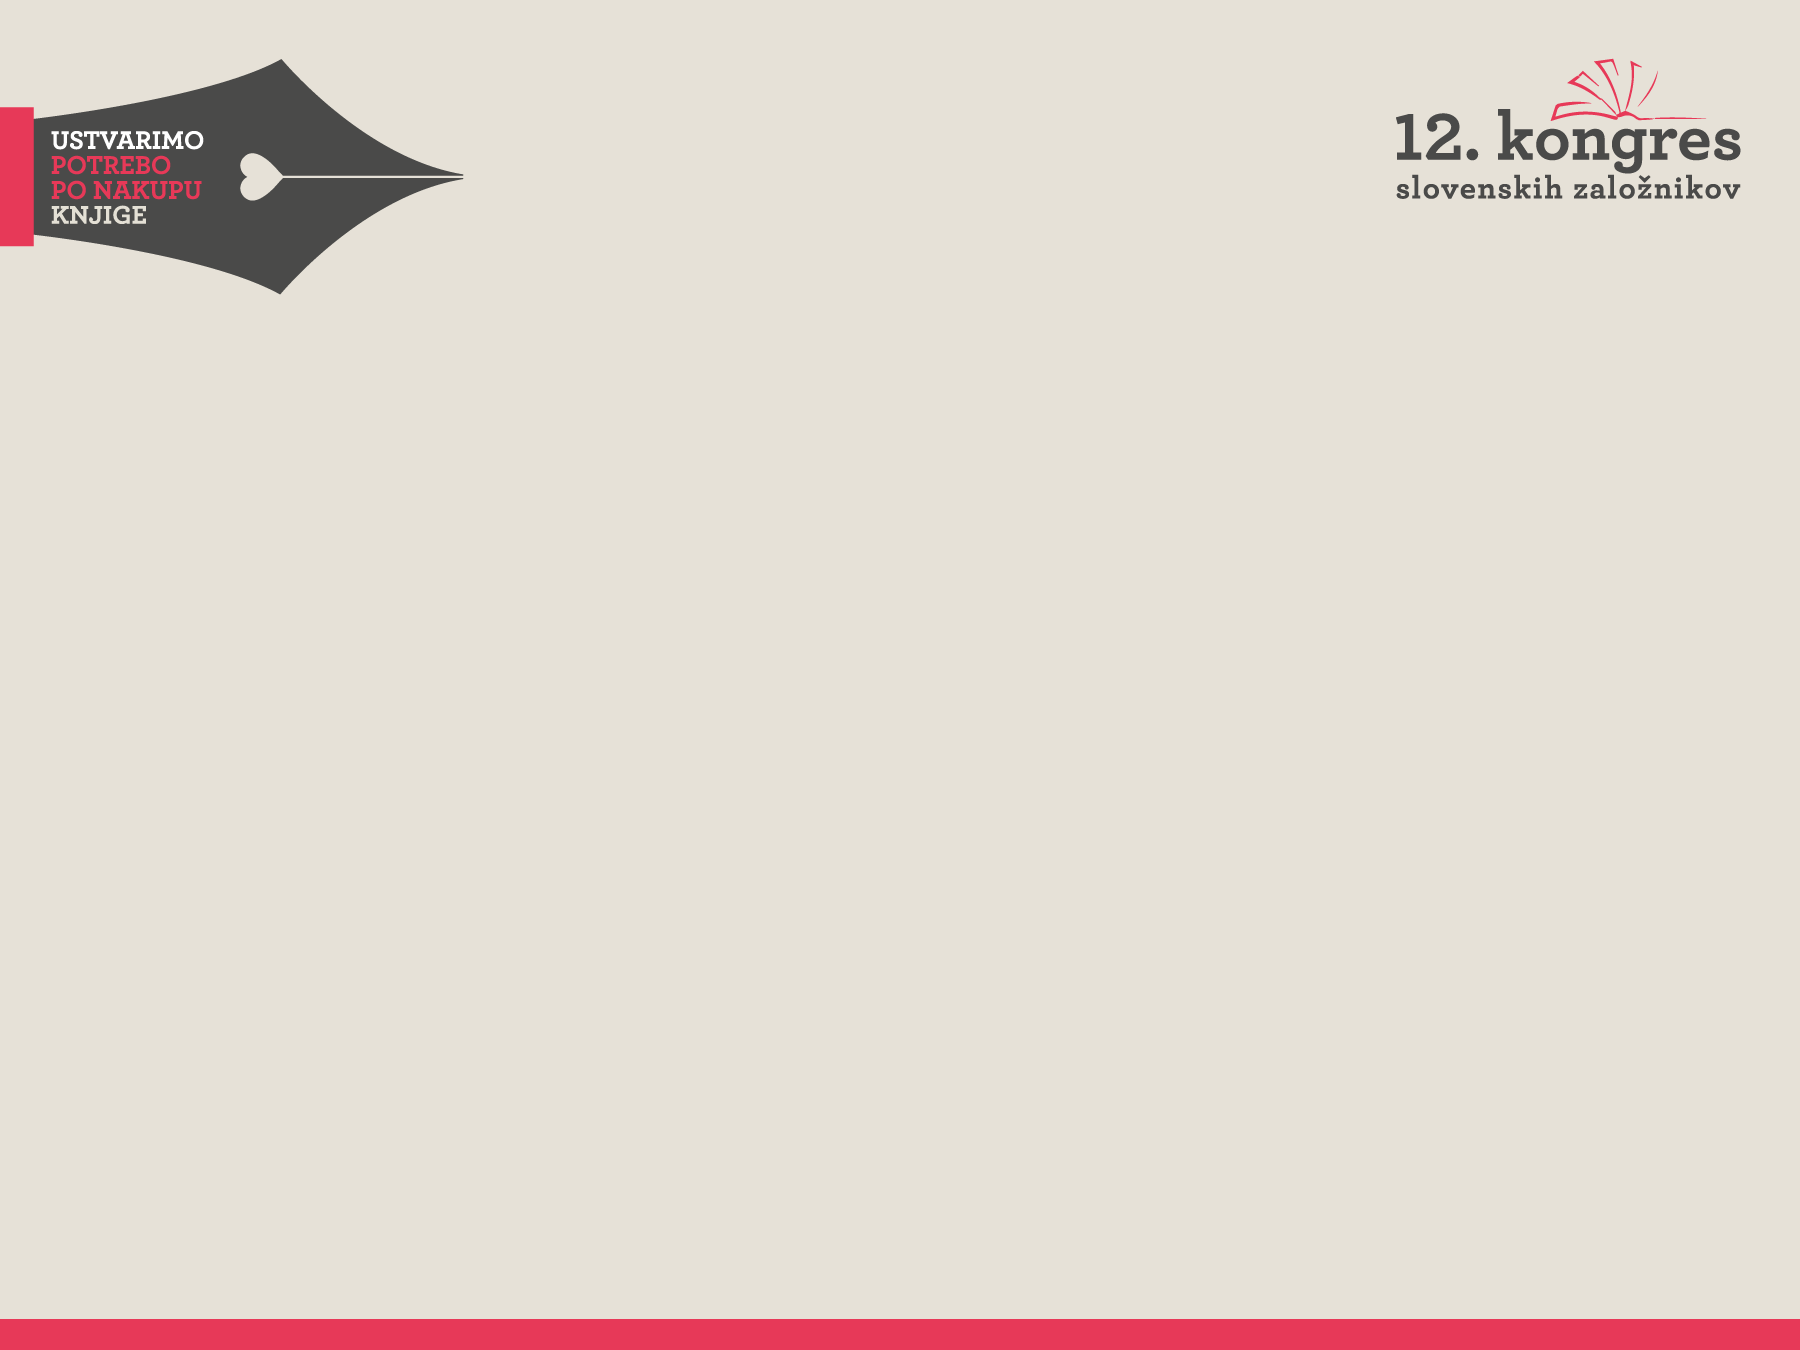 USTVARIMO
POTREBO
PO NAKUPU
KNJIGE
12. kongres
slovenskih založnikov